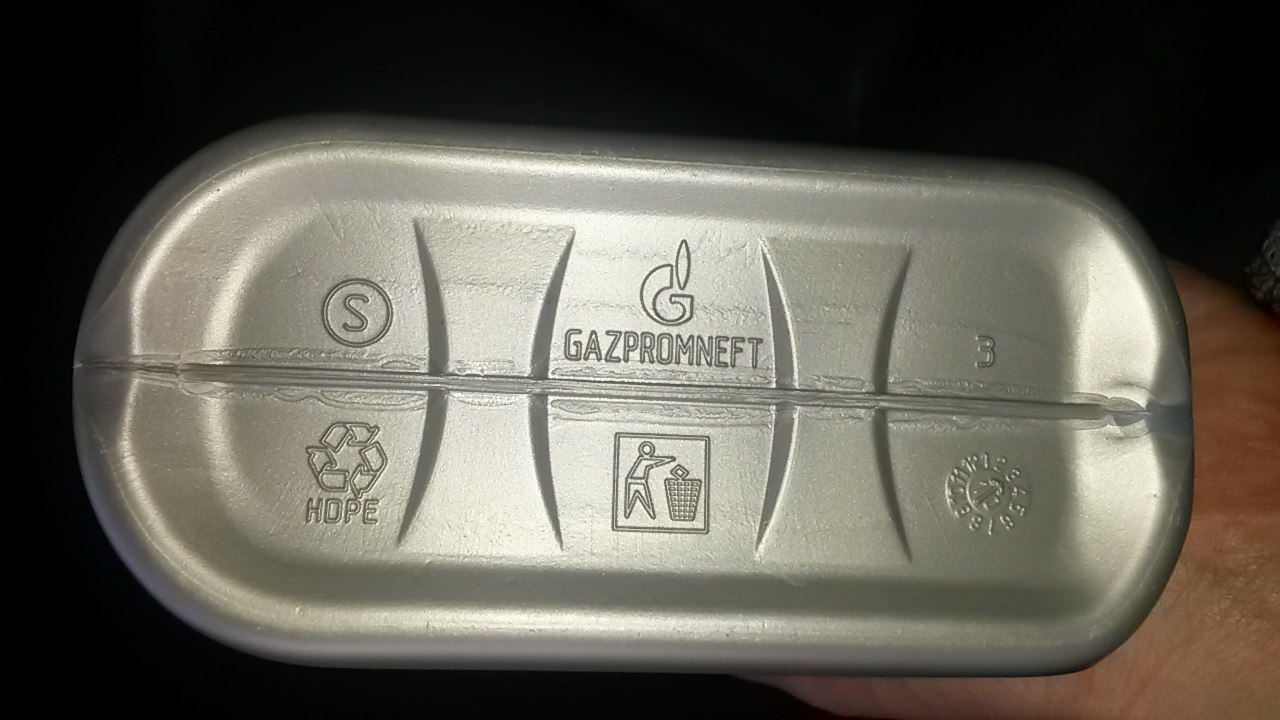 S
GAZPROMNEFT
3
HDPE